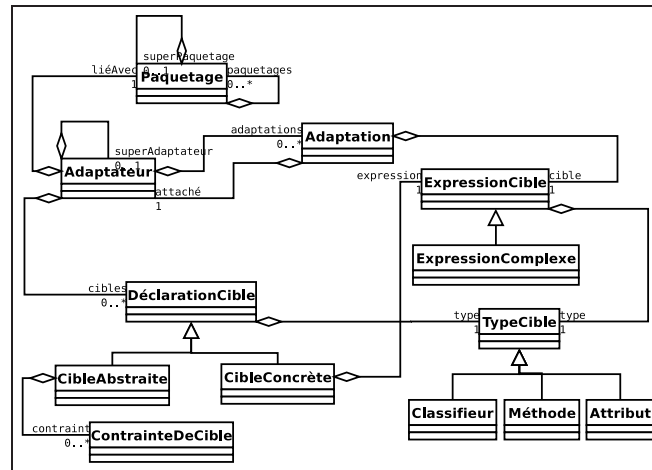 superPaquetage
0..1
liéAvec
1
Paquetage
paquetages
0..*
superAdaptateur
0..1
Adaptateur
adaptations
0..*
Adaptation
attaché
1
expression
1
ExpressionCible
cible
1
ExpressionComplexe
cibles
0..*
DéclarationCible
type
1
TypeCible
type
1
CibleAbstraite
CibleConcrète
contraint
0..*
ContrainteDeCible
Classifieur
Méthode
Attribut